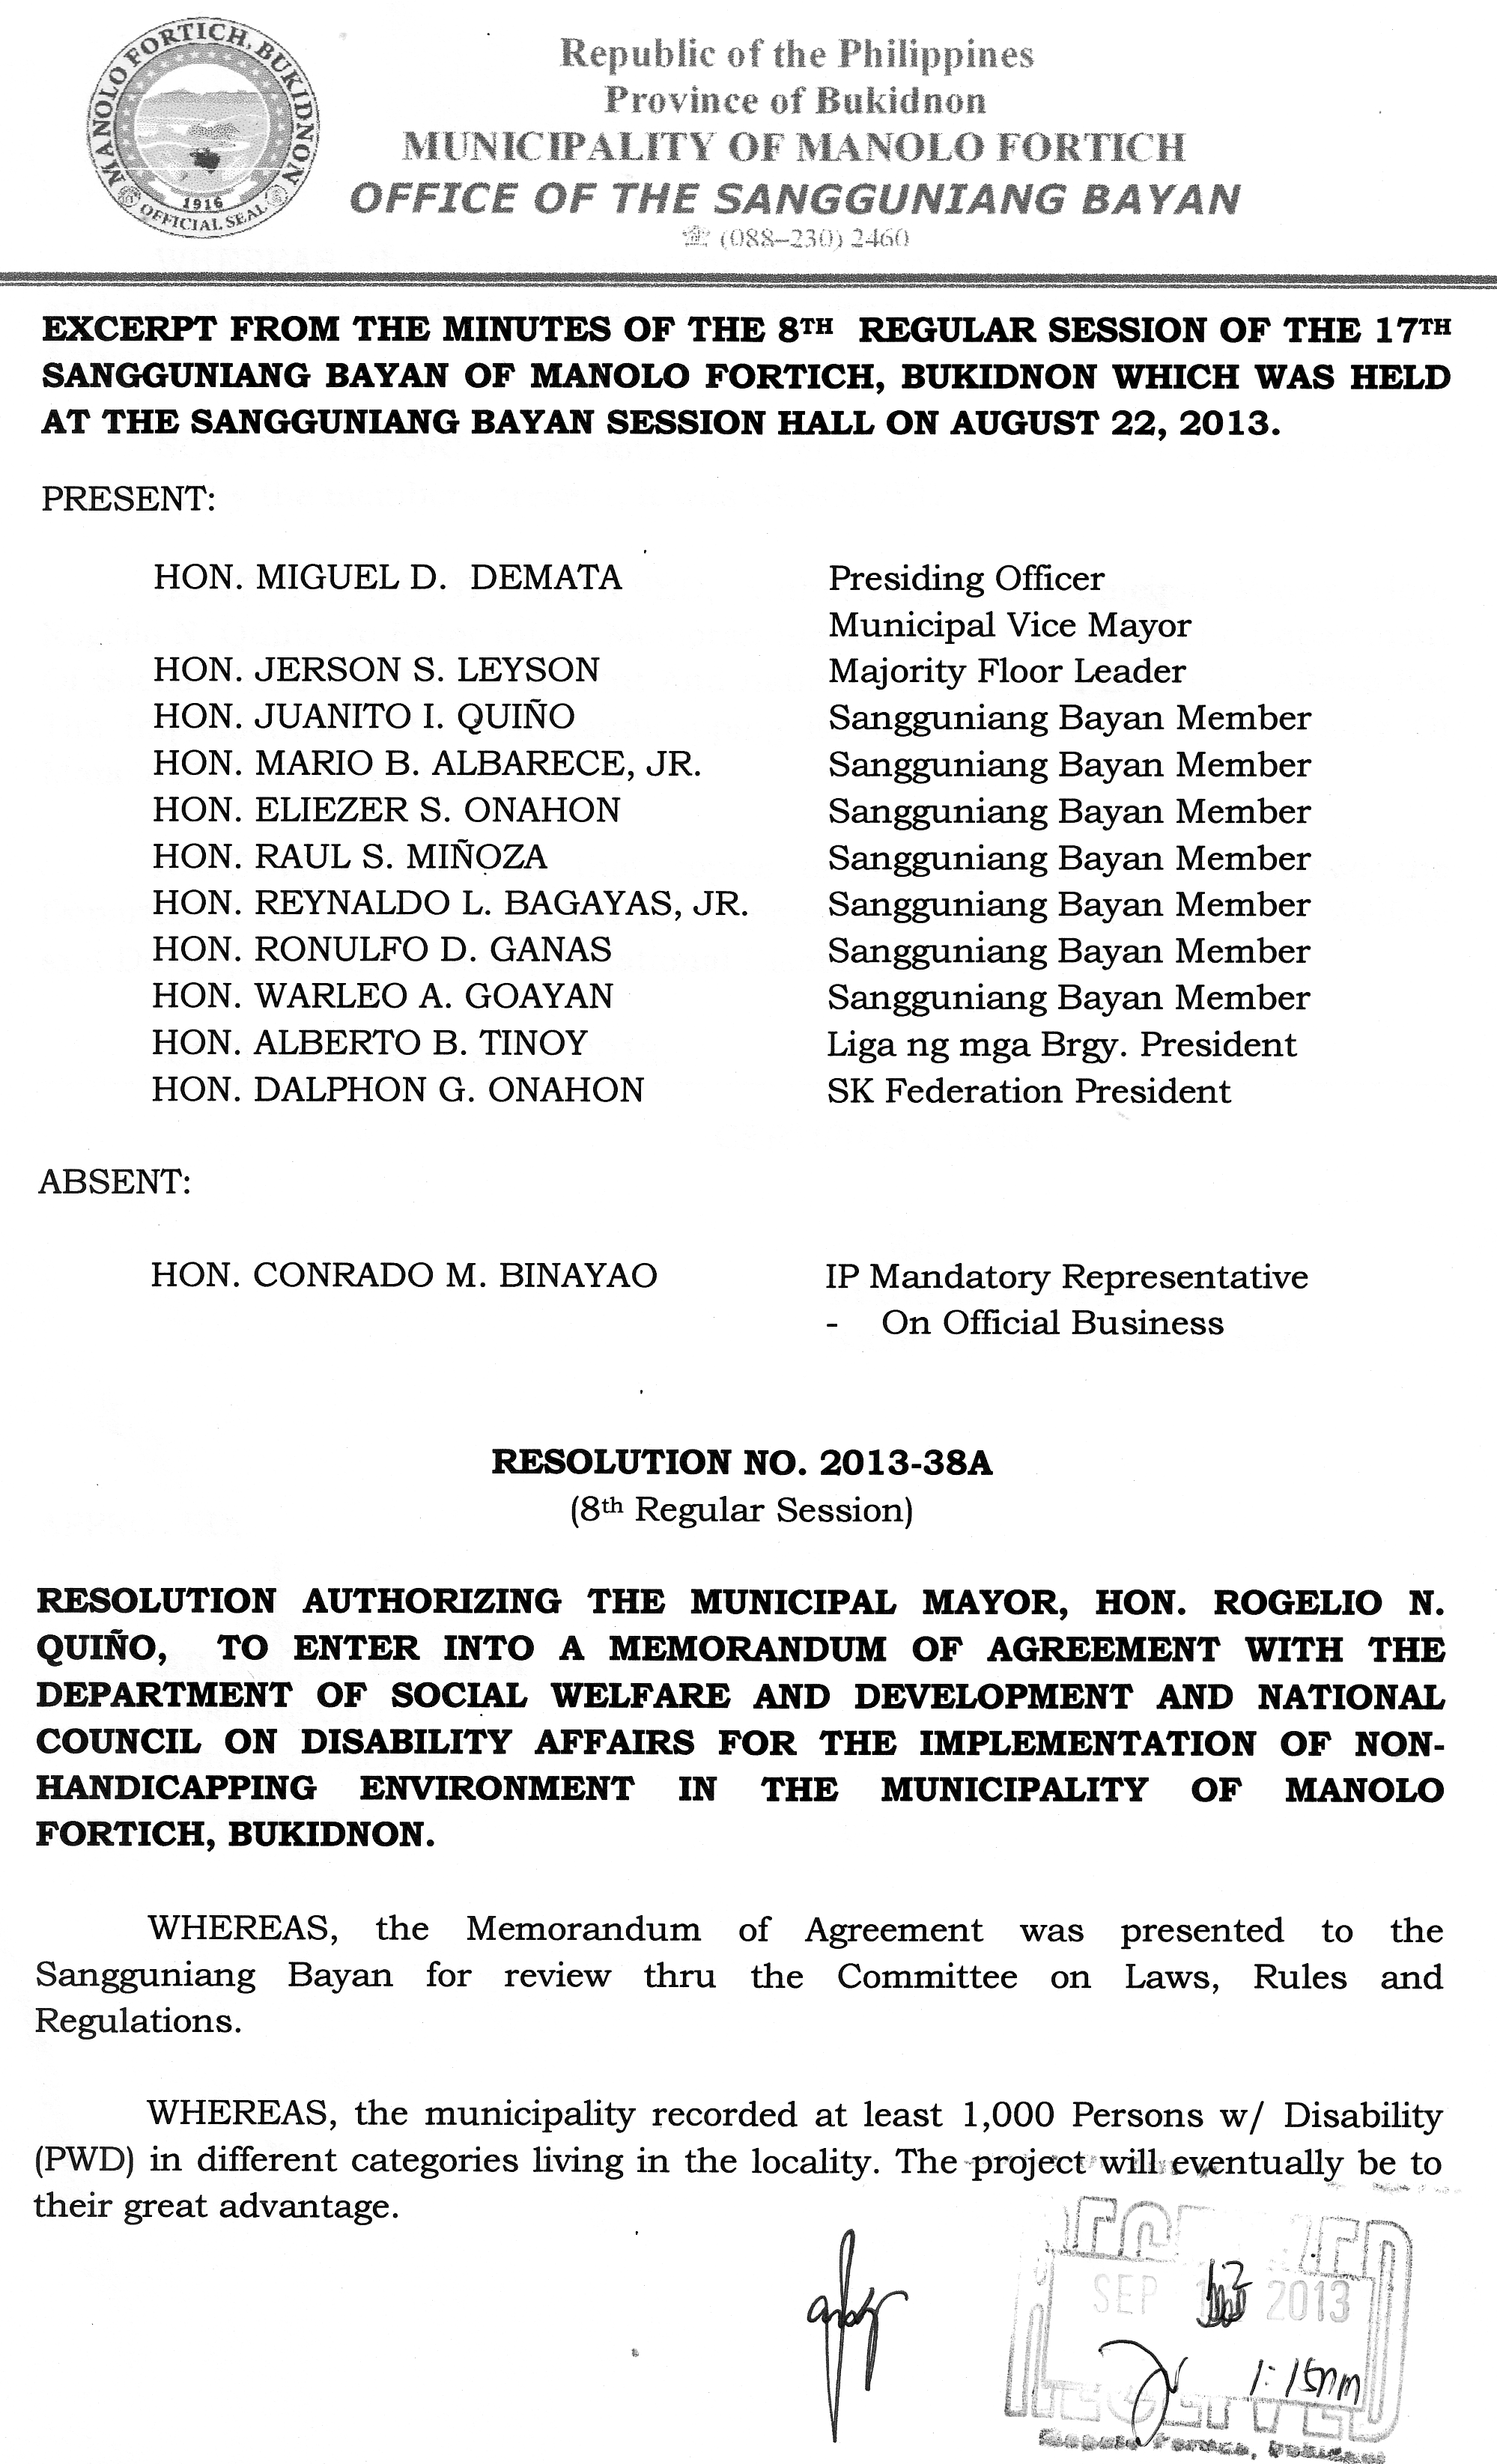 MANOLO FORTICH, BUKIDNON
1916
OFFICIAL SEAL
Republic of the Philippines
Province of Bukidnon
MUNICIPALITY OF MANOLO FORTICH
OFFICE OF THE SANGGUNIANG BAYAN
☏ (088–230) 2460
EXCERPT FROM THE MINUTES OF THE 8TH REGULAR SESSION OF THE 17TH
SANGGUNIANG BAYAN OF MANOLO FORTICH, BUKIDNON WHICH WAS HELD
AT THE SANGGUNIANG BAYAN SESSION HALL ON AUGUST 22, 2013.
PRESENT:
HON. MIGUEL D. DEMATA Presiding Officer
Municipal Vice Mayor
HON. JERSON S. LEYSON Majority Floor Leader
HON. JUANITO I. QUIÑO Sangguniang Bayan Member
HON. MARIO B. ALBARECE, JR. Sangguniang Bayan Member
HON. ELIEZER S. ONAHON Sangguniang Bayan Member
HON. RAUL S. MIÑOZA Sangguniang Bayan Member
HON. REYNALDO L. BAGAYAS, JR. Sangguniang Bayan Member
HON. RONULFO D. GANAS Sangguniang Bayan Member
HON. WARLEO A. GOAYAN Sangguniang Bayan Member
HON. ALBERTO B. TINOY Liga ng mga Brgy. President
HON. DALPHON G. ONAHON SK Federation President
ABSENT:
HON. CONRADO M. BINAYAO IP Mandatory Representative
- On Official Business
RESOLUTION NO. 2013-38A
(8th Regular Session)
RESOLUTION AUTHORIZING THE MUNICIPAL MAYOR, HON. ROGELIO N.
QUIÑO, TO ENTER INTO A MEMORANDUM OF AGREEMENT WITH THE
DEPARTMENT OF SOCIAL WELFARE AND DEVELOPMENT AND NATIONAL
COUNCIL ON DISABILITY AFFAIRS FOR THE IMPLEMENTATION OF NON-
HANDICAPPING ENVIRONMENT IN THE MUNICIPALITY OF MANOLO
FORTICH, BUKIDNON.
WHEREAS, the Memorandum of Agreement was presented to the
Sangguniang Bayan for review thru the Committee on Laws, Rules and
Regulations.
WHEREAS, the municipality recorded at least 1,000 Persons w/ Disability
(PWD) in different categories living in the locality. The project will eventually be to
their great advantage.
SEP 2013
1:15pm
Manolo Fortich, Bukidnon